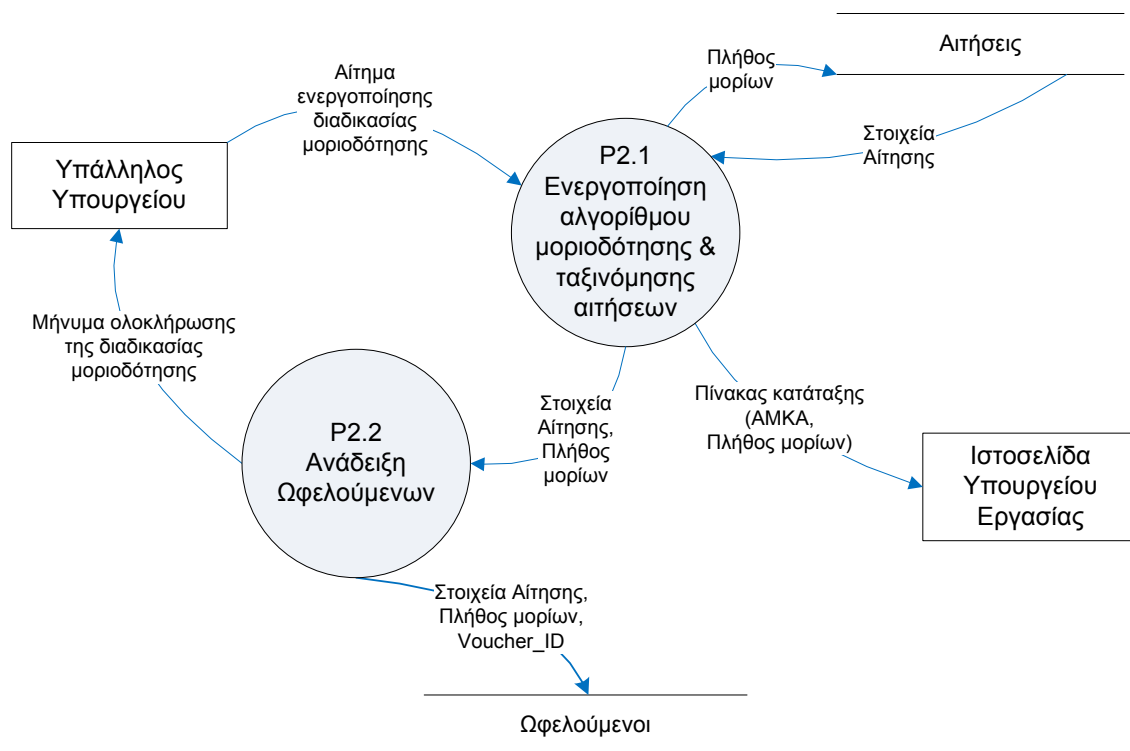 Αιτήσεις
Πλήθος
μορίων
Αίτημα
ενεργοποίησης
διαδικασίας
μοριοδότησης
Στοιχεία
Αίτησης
Υπάλληλος
Υπουργείου
P2.1
Ενεργοποίηση
αλγορίθμου
μοριοδότησης &
ταξινόμησης
αιτήσεων
Μήνυμα ολοκλήρωσης
της διαδικασίας
μοριοδότησης
Στοιχεία
Αίτησης,
Πλήθος
μορίων
Πίνακας κατάταξης
(ΑΜΚΑ,
Πλήθος μορίων)
P2.2
Ανάδειξη
Ωφελούμενων
Ιστοσελίδα
Υπουργείου
Εργασίας
Στοιχεία Αίτησης,
Πλήθος μορίων,
Voucher_ID
Ωφελούμενοι